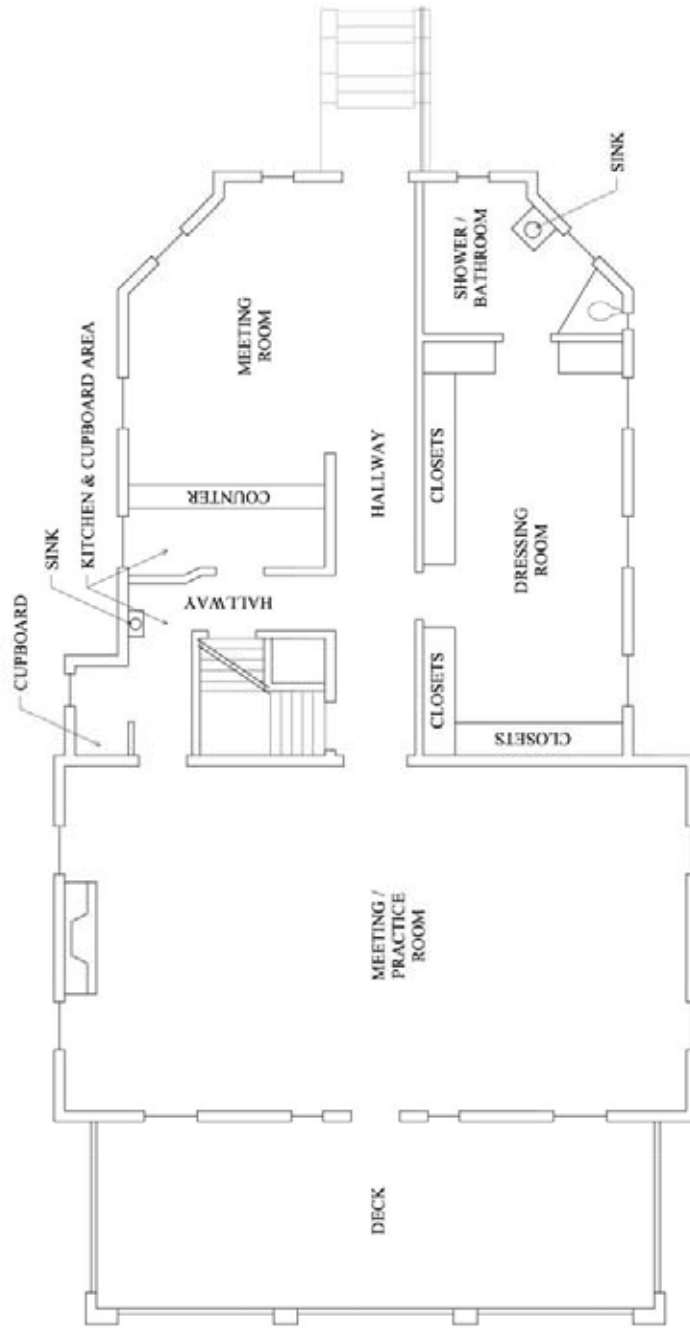 CUPBOARD
SINK
KITCHEN & CUPBOARD AREA
MEETING
ROOM
COUNTER
HALLWAY
HALLWAY
CLOSETS
CLOSETS
CLOSETS
DRESSING
ROOM
SHOWER /
BATHROOM
SINK
MEETING /
PRACTICE
ROOM
DECK